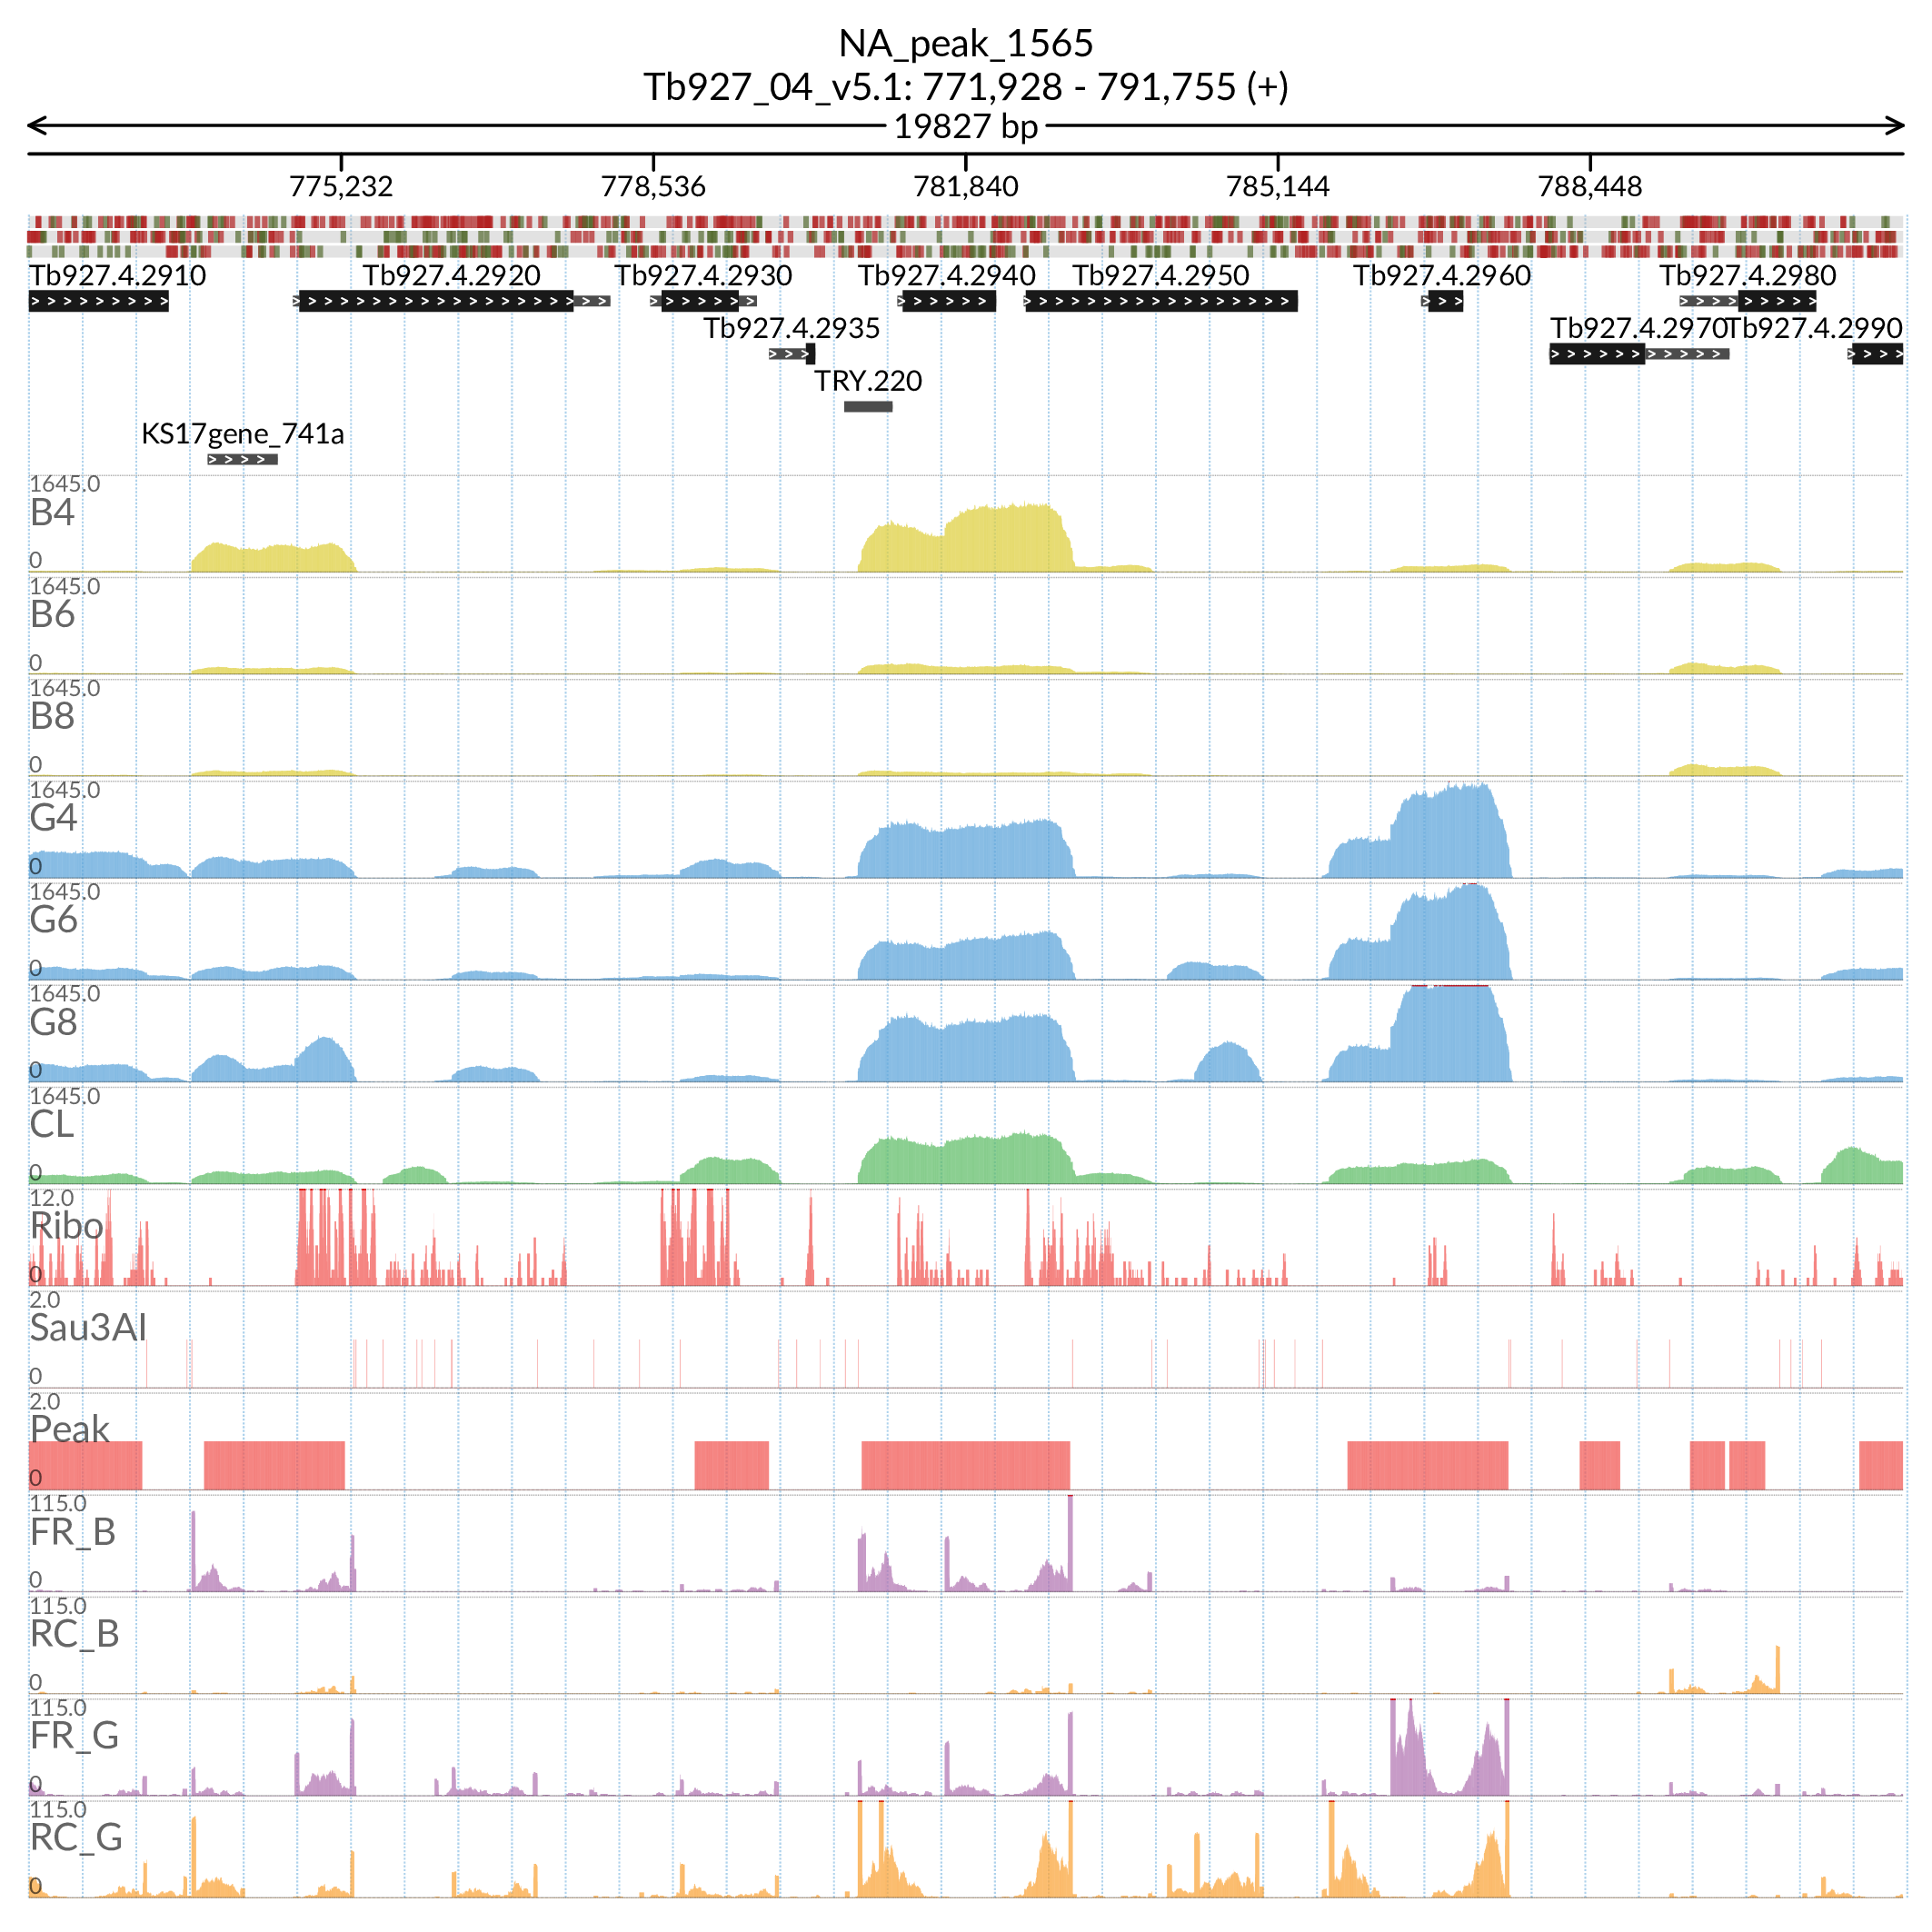 NA_peak_1565
Tb927_04_v5.1: 771,928 - 791,755 (+)
19827 bp
775,232 778,536 781,840 785,144 788,448
Tb927.4.2910 Tb927.4.2920 Tb927.4.2930 Tb927.4.2940 Tb927.4.2950 Tb927.4.2960 Tb927.4.2980
Tb927.4.2935 Tb927.4.2970 Tb927.4.2990
TRY.220
KS17gene_741a
1645.0
B4
0
1645.0
B6
0
1645.0
B8
0
1645.0
G4
0
1645.0
G6
0
1645.0
G8
0
1645.0
CL
0
12.0
Ribo
0
2.0
Sau3AI
0
2.0
Peak
0
115.0
FR_B
0
115.0
RC_B
0
115.0
FR_G
0
115.0
RC_G
0